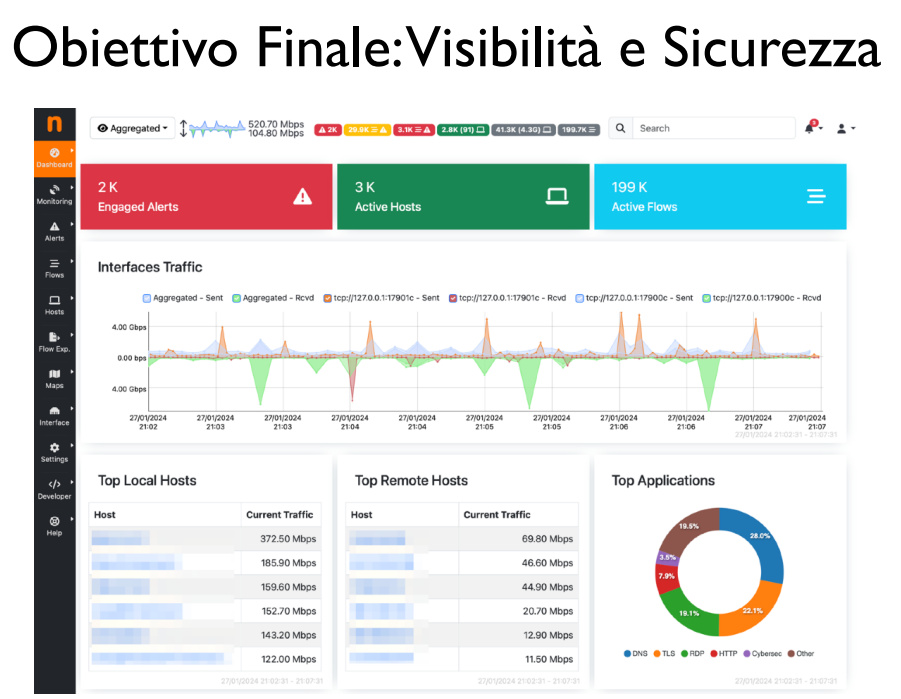 Obiettivo Finale: Visibilità e Sicurezza
n
Aggregated
520.70 Mbps
104.80 Mbps
2K
29.9K
3.1K
2.8K (91)
41.3K (4.3G)
199.7K
Search
Dashboard
Monitoring
Alerts
Flows
Hosts
Flow Exp.
Maps
Interface
Settings
Developer
Help
2 K
Engaged Alerts
3 K
Active Hosts
199 K
Active Flows
Interfaces Traffic
Aggregated - Sent Aggregated - Rcvd tcp://127.0.0.1:17901c - Sent tcp://127.0.0.1:17901c - Rcvd tcp://127.0.0.1:17900c - Sent tcp://127.0.0.1:17900c - Rcvd
4.00 Gbps
0.00 bps
4.00 Gbps
27/01/2024 27/01/2024 27/01/2024 27/01/2024 27/01/2024 27/01/2024 27/01/2024 27/01/2024 27/01/2024 27/01/2024 27/01/2024
21:02 21:03 21:03 21:04 21:04 21:05 21:05 21:06 21:06 21:07 21:07
27/01/2024 21:02:31 - 21:07:31
Top Local Hosts
Host Current Traffic
372.50 Mbps
185.90 Mbps
159.60 Mbps
152.70 Mbps
143.20 Mbps
122.00 Mbps
27/01/2024 21:02:31 - 21:07:31
Top Remote Hosts
Host Current Traffic
69.80 Mbps
46.60 Mbps
44.90 Mbps
20.70 Mbps
12.90 Mbps
11.50 Mbps
27/01/2024 21:02:31 - 21:07:31
Top Applications
28.0%
22.1%
19.1%
7.9%
3.5%
19.5%
DNS TLS RDP HTTP Cybersec Other
27/01/2024 21:02:31 - 21:07:31